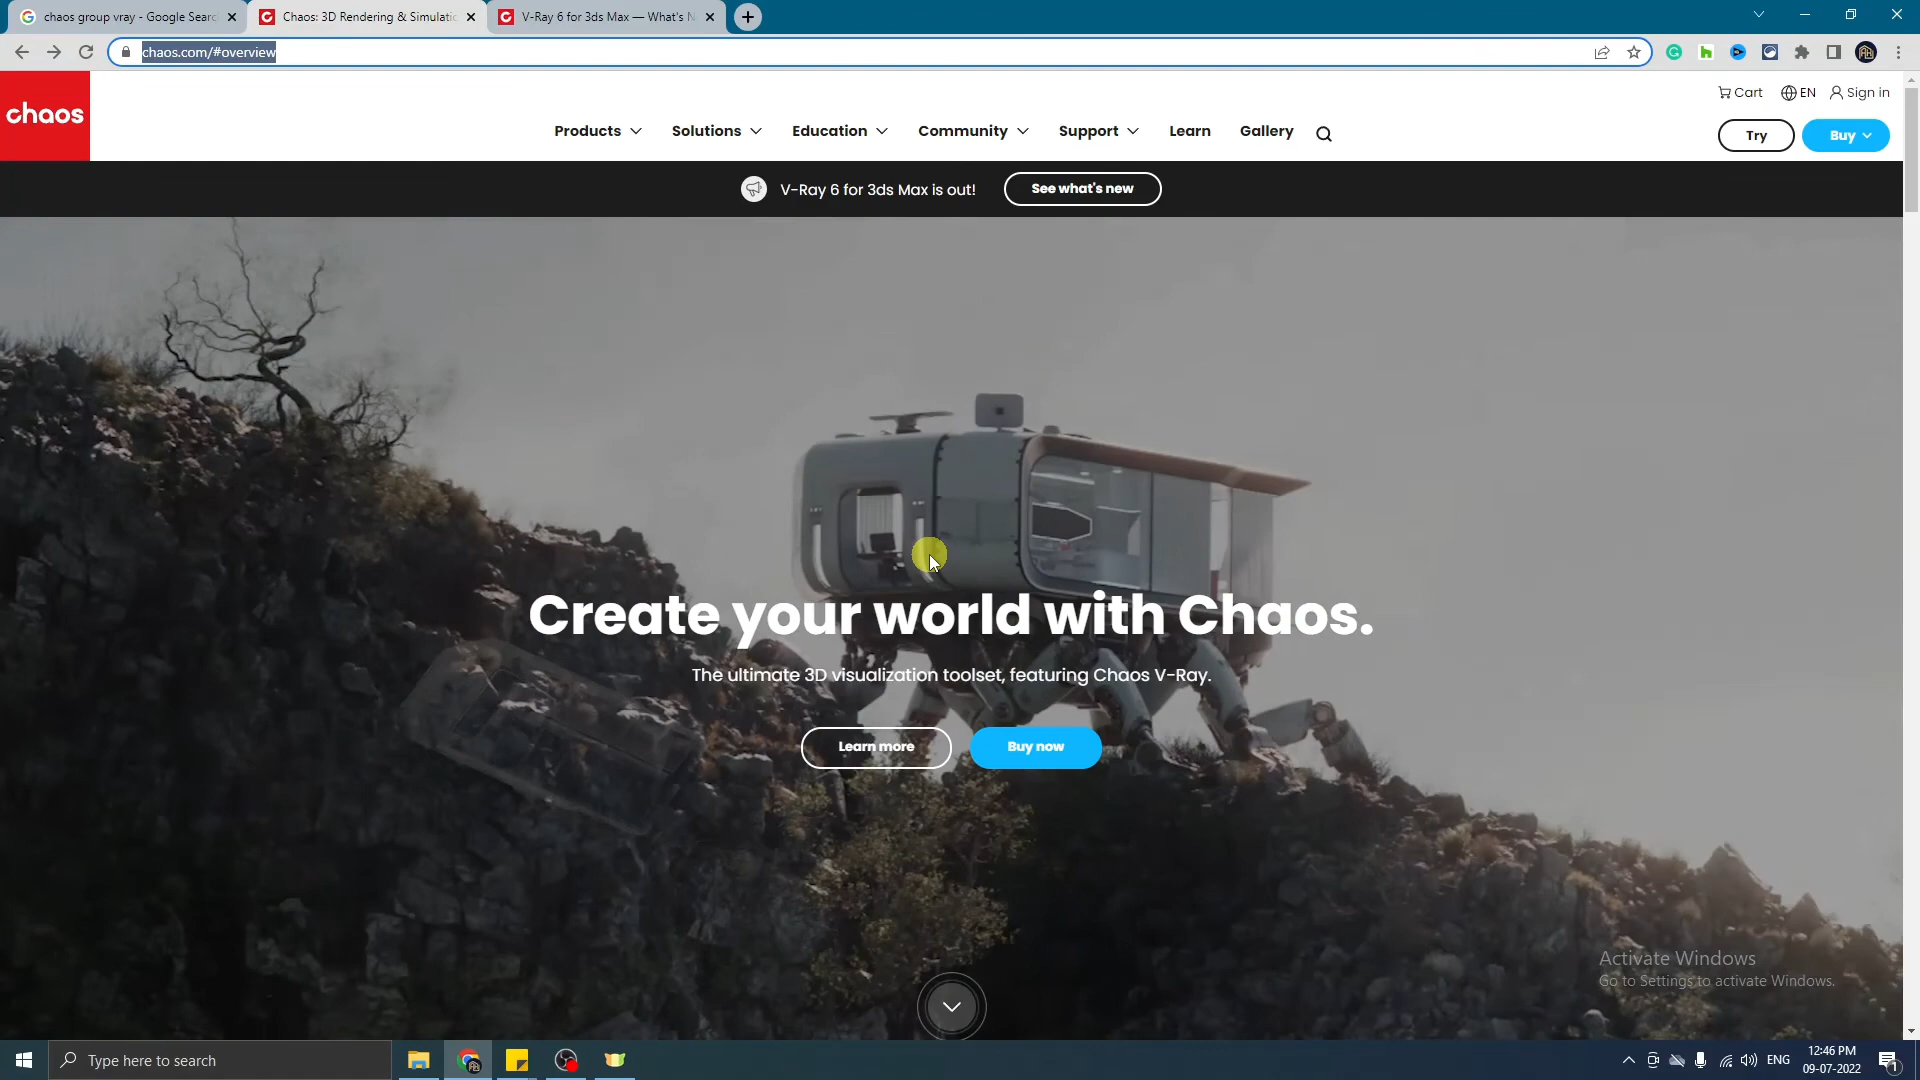 chaos group vray - Google Searc
Chaos: 3D Rendering & Simulatic
V-Ray 6 for 3ds Max — What's N
chaos.com/#overview
Cart
EN
Sign in
chaos
Products
Solutions
Education
Community
Support
Learn
Gallery
Try
Buy
V-Ray 6 for 3ds Max is out!
See what's new
Create your world with Chaos.
The ultimate 3D visualization toolset, featuring Chaos V-Ray.
Learn more
Buy now
Activate Windows
Go to Settings to activate Windows.
Type here to search
ENG
12:46 PM
09-07-2022
1